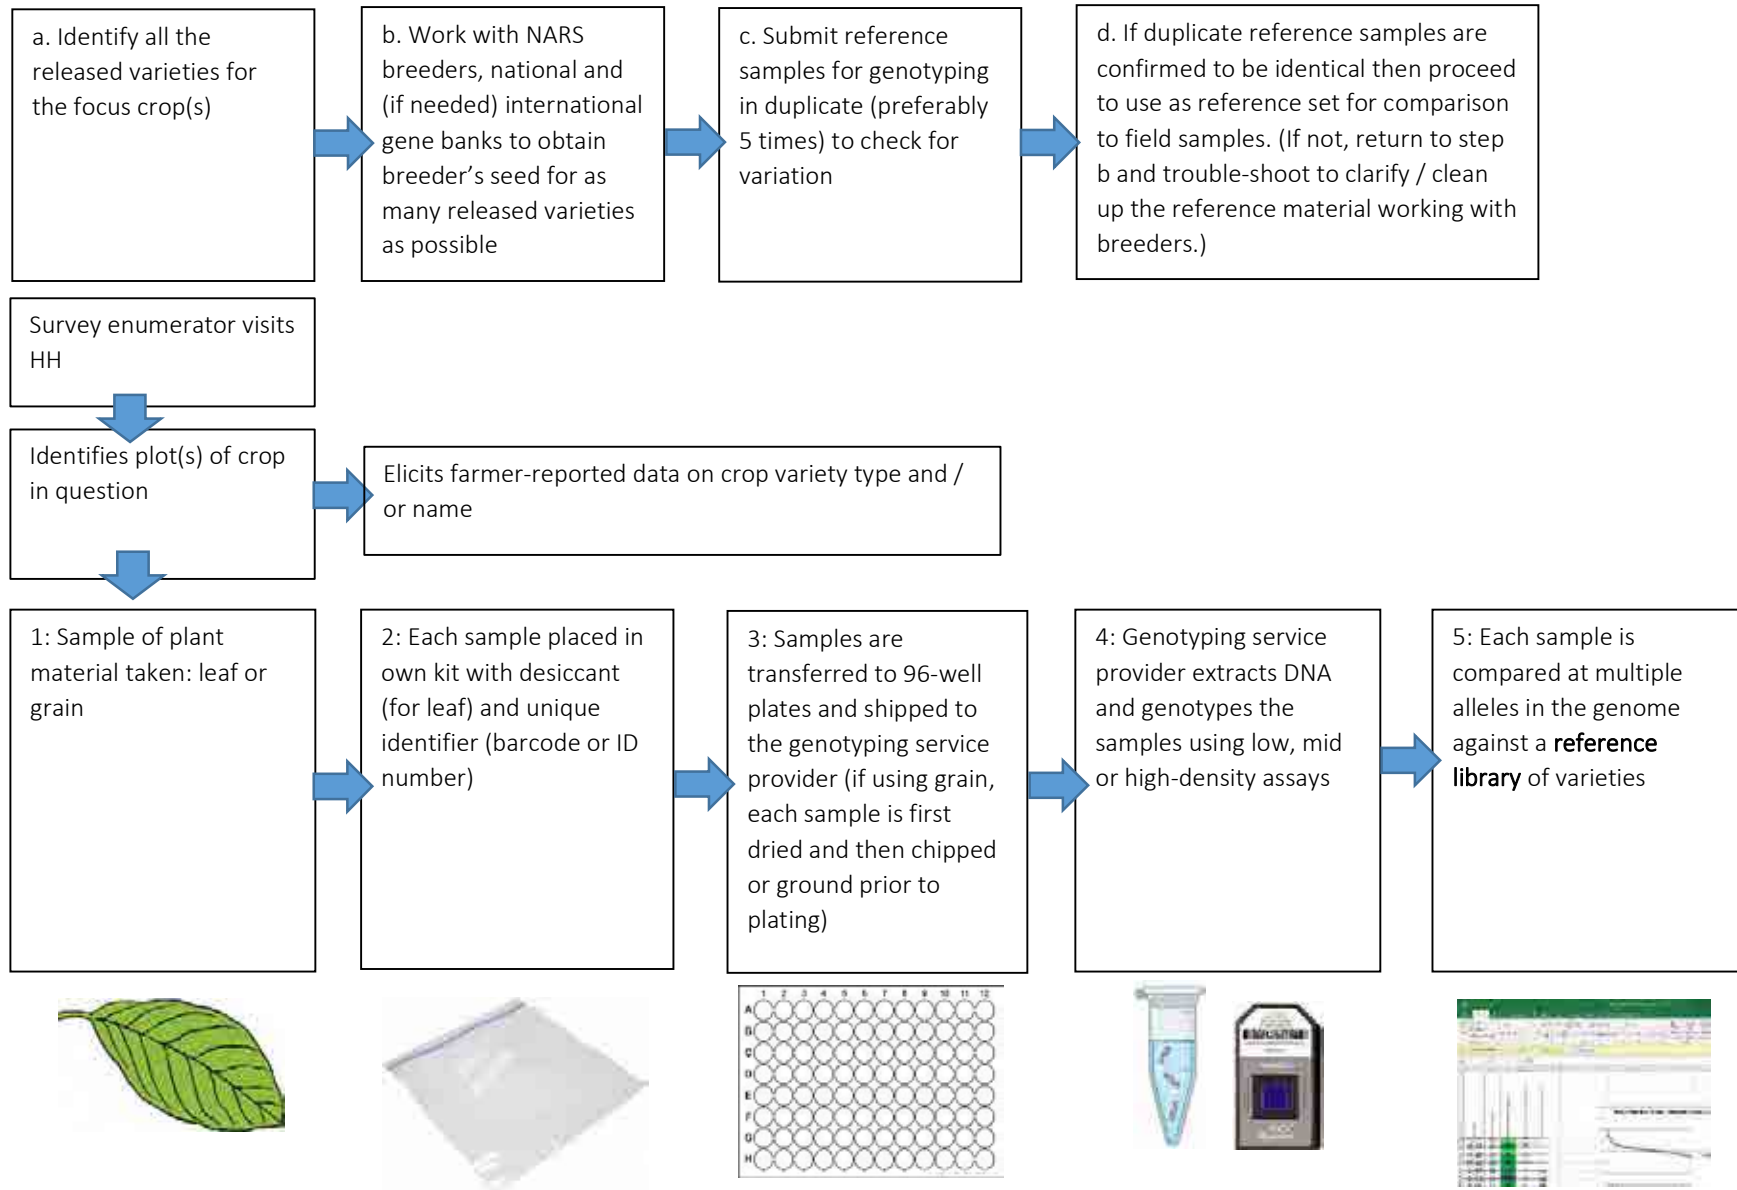 a. Identify all the
released varieties for
the focus crop(s)
b. Work with NARS
breeders, national and
(if needed) international
gene banks to obtain
breeder’s seed for as
many released varieties
as possible
c. Submit reference
samples for genotyping
in duplicate (preferably
5 times) to check for
variation
d. If duplicate reference samples are
confirmed to be identical then proceed
to use as reference set for comparison
to field samples. (If not, return to step
b and trouble-shoot to clarify / clean
up the reference material working with
breeders.)
Survey enumerator visits
HH
Identifies plot(s) of crop
in question
Elicits farmer-reported data on crop variety type and /
or name
1: Sample of plant
material taken: leaf or
grain
2: Each sample placed in
own kit with desiccant
(for leaf) and unique
identifier (barcode or ID
number)
3: Samples are
transferred to 96-well
plates and shipped to
the genotyping service
provider (if using grain,
each sample is first
dried and then chipped
or ground prior to
plating)
4: Genotyping service
provider extracts DNA
and genotypes the
samples using low, mid
or high-density assays
5: Each sample is
compared at multiple
alleles in the genome
against a reference
library of varieties
1 2 3 4 5 6 7 8 9 10 11 12
A
B
C
D
E
F
G
H